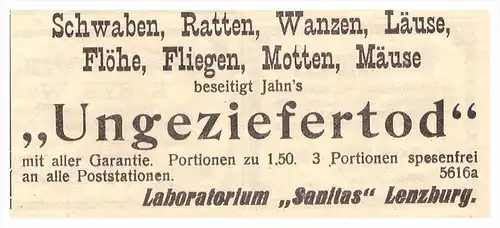 Schwaben, Ratten, Wanzen, Läuse,
Flöhe, Fliegen, Motten, Mäuse
beseitigt Jahn's
„Ungeziefertod“
mit aller Garantie. Portionen zu 1,50. 3 Portionen spesenfrei
an alle Poststationen. 5616a
Laboratorium „Sanitas“ Lenzburg.